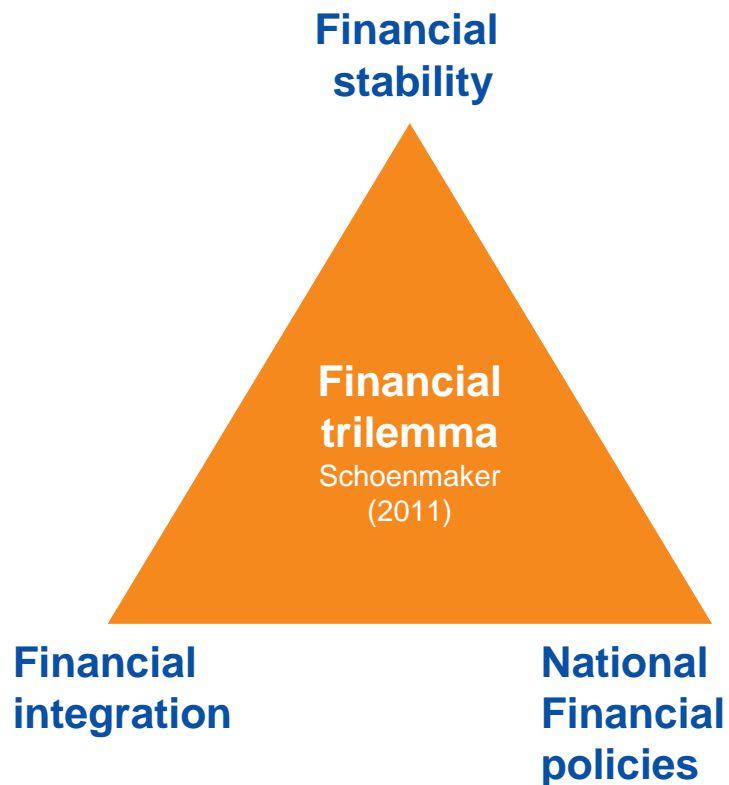 Financial
stability
Financial
trilemma
Schoenmaker
(2011)
Financial
integration
National
Financial
policies